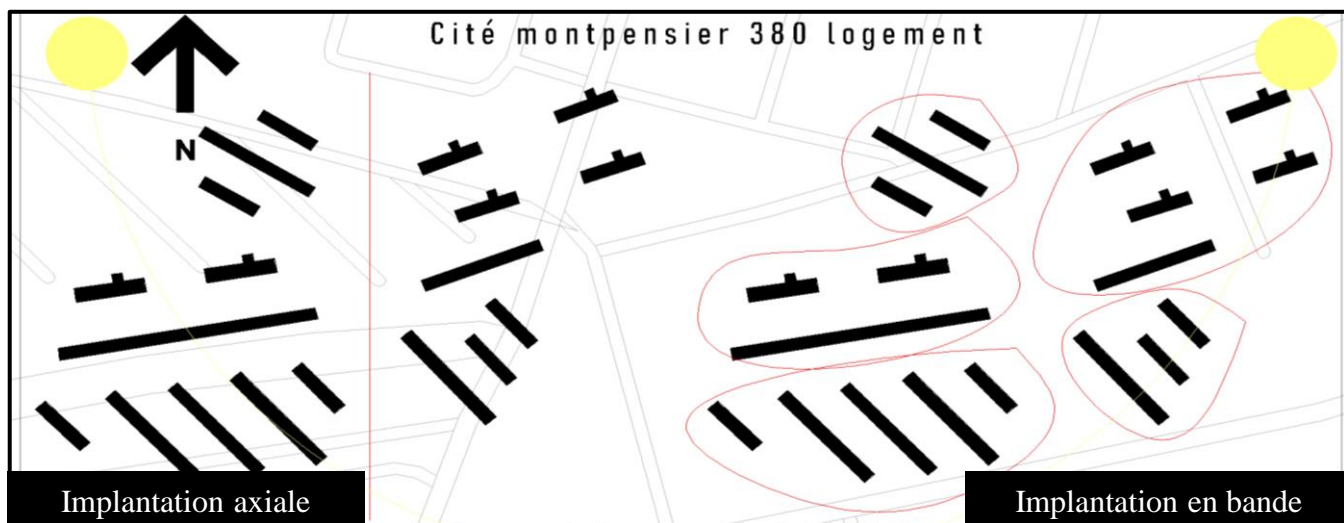 Cité montpensier 380 logement
N
Implantation axiale
Implantation en bande